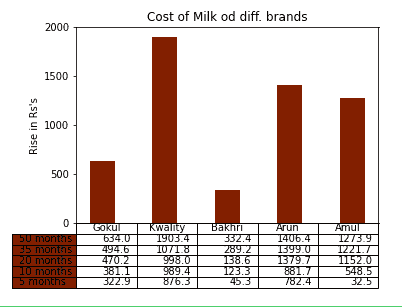 Cost of Milk od diff. brands
2000
1500
1000
500
0
Rise in Rs's
Gokul Kwality Bakhri Arun Amul
50 months 634.0 1903.4 332.4 1406.4 1273.9
35 months 494.6 1071.8 289.2 1399.0 1221.7
20 months 470.2 998.0 138.6 1379.7 1152.0
10 months 381.1 989.4 123.3 881.7 548.5
5 months 322.9 876.3 45.3 782.4 32.5